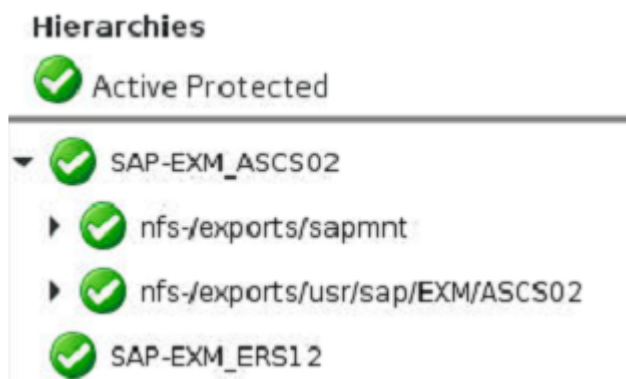 Hierarchies
Active Protected
SAP-EXM_ASCS02
nfs-/exports/sapmnt
nfs-/exports/usr/sap/EXM/ASCS02
SAP-EXM_ERS12